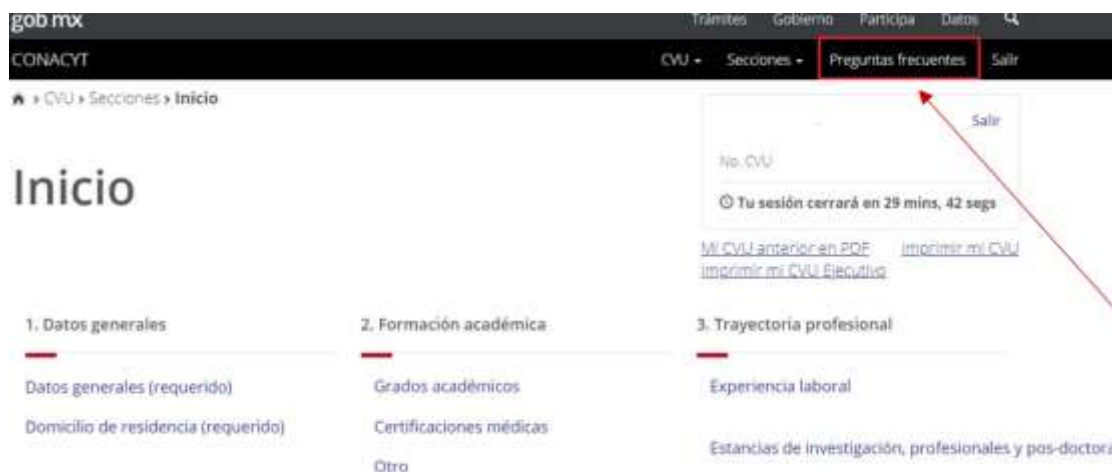 gob mx
Trámites Gobierno Participa Datos
CONACYT
CVU Secciones Preguntas frecuentes Salir
CVU Secciones Inicio
Salir
No. CVU
Inicio
Tu sesión cerrará en 29 mins, 42 segs
Mi CVU anterior en PDF Imprimir mi CVU
Imprimir mi CVU Ejecutivo
1. Datos generales
2. Formación académica
3. Trayectoria profesional
Datos generales (requerido)
Grados académicos
Experiencia laboral
Domicilio de residencia (requerido)
Certificaciones médicas
Estancias de investigación, profesionales y pos-doctora
Otro